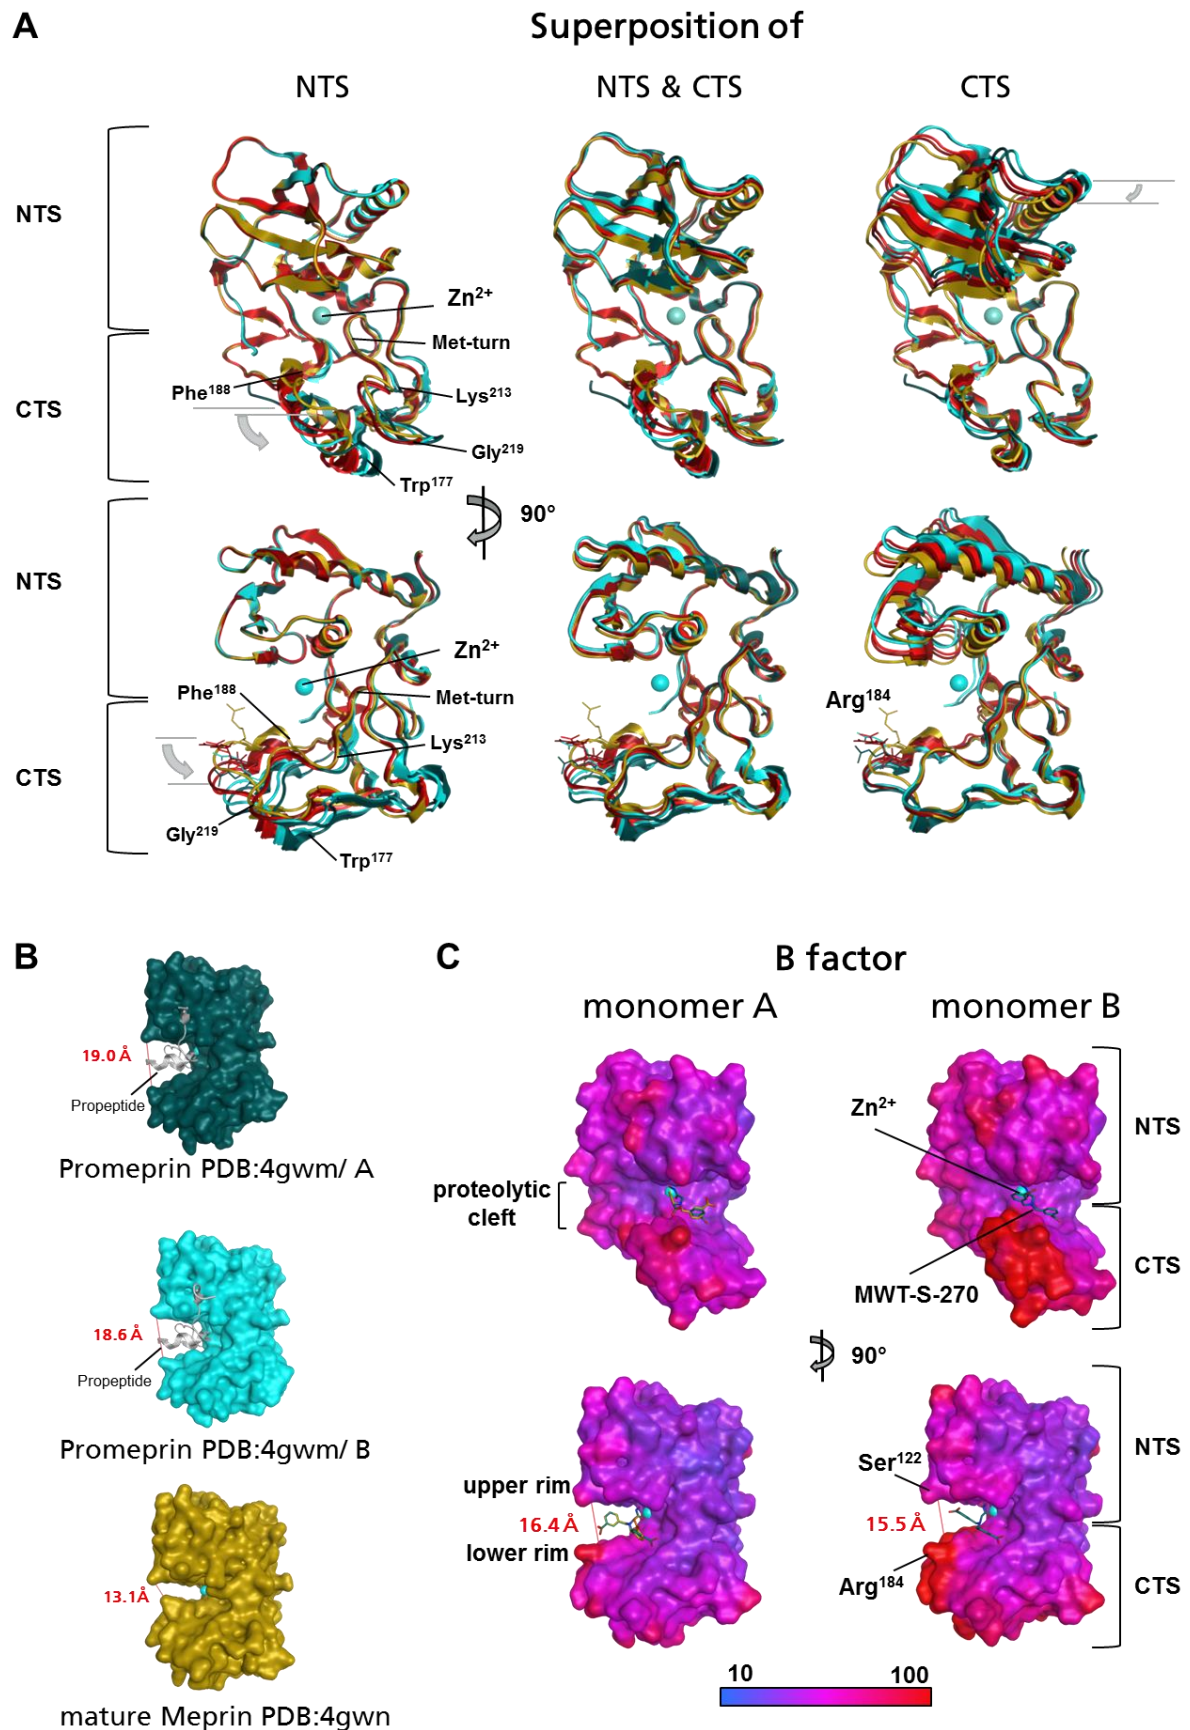 A
Superposition of
NTS
NTS & CTS
CTS
NTS
Zn²⁺
Met-turn
Phe¹⁸⁸
Lys²¹³
CTS
Gly²¹⁹
Trp¹⁷⁷
90°
NTS
Zn²⁺
Phe¹⁸⁸
Met-turn
Arg¹⁸⁴
Lys²¹³
CTS
Gly²¹⁹
Trp¹⁷⁷
B
19.0 Å
Propeptide
Promeprin PDB:4gwm/ A
18.6 Å
Propeptide
Promeprin PDB:4gwm/ B
13.1Å
mature Meprin PDB:4gwn
C
B factor
monomer A
monomer B
Zn²⁺
NTS
proteolytic
cleft
CTS
MWT-S-270
90°
NTS
Ser¹²²
upper rim
16.4 Å
15.5 Å
lower rim
Arg¹⁸⁴
CTS
10
100